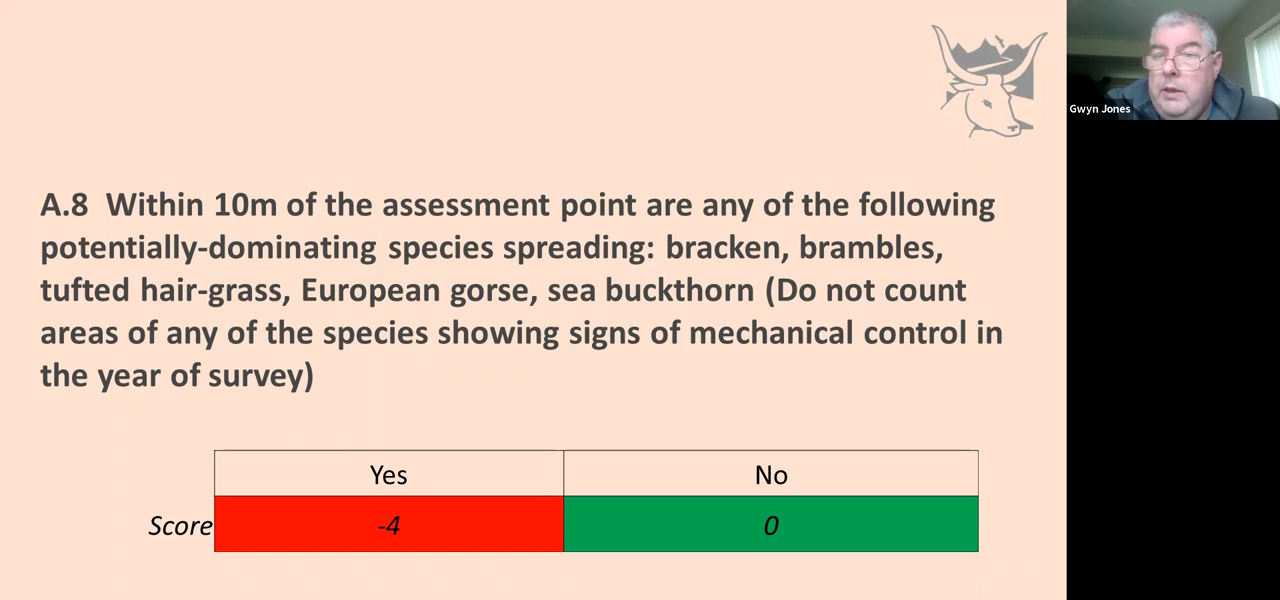 Gwyn Jones
A.8 Within 10m of the assessment point are any of the following
potentially-dominating species spreading: bracken, brambles,
tufted hair-grass, European gorse, sea buckthorn (Do not count
areas of any of the species showing signs of mechanical control in
the year of survey)
Yes No
Score -4 0